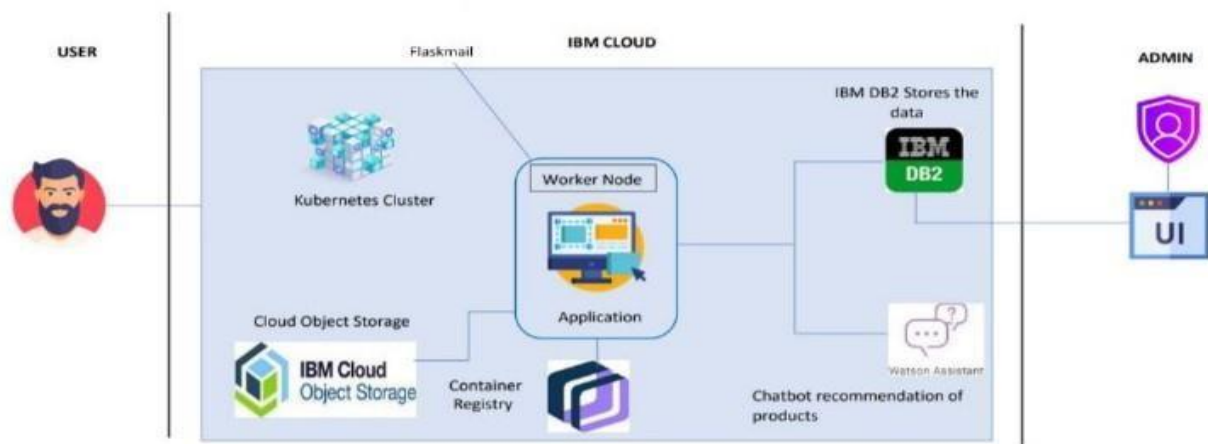 USER
IBM CLOUD
ADMIN
Flaskmail
IBM DB2 Stores the
data
IBM
DB2
Worker Node
Kubernetes Cluster
UI
Application
Cloud Object Storage
IBM Cloud
Object Storage
Container
Registry
Watson Assistant
Chatbot recommendation of
products